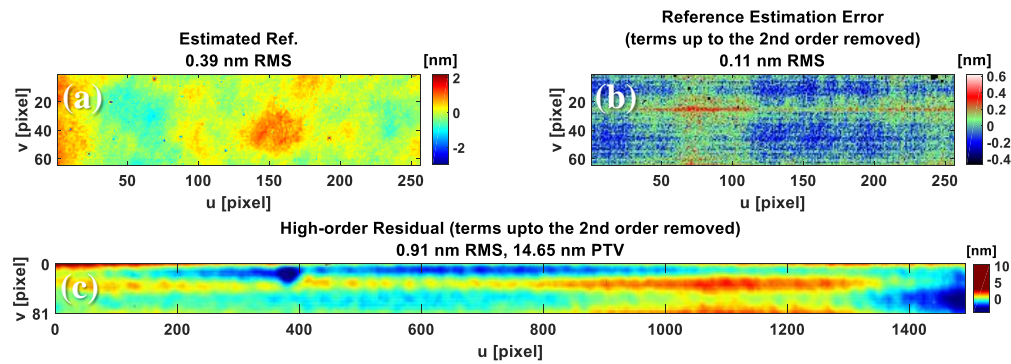 Estimated Ref.
0.39 nm RMS
[nm]
(a)
v [pixel]
20
40
60
50
100
150
200
250
u [pixel]
2
0
-2
Reference Estimation Error
(terms up to the 2nd order removed)
0.11 nm RMS
[nm]
(b)
v [pixel]
20
40
60
50
100
150
200
250
u [pixel]
0.6
0.4
0.2
0
-0.2
-0.4
High-order Residual (terms upto the 2nd order removed)
0.91 nm RMS, 14.65 nm PTV
[nm]
(c)
v [pixel]
0
81
0
200
400
600
800
1000
1200
1400
u [pixel]
10
5
0